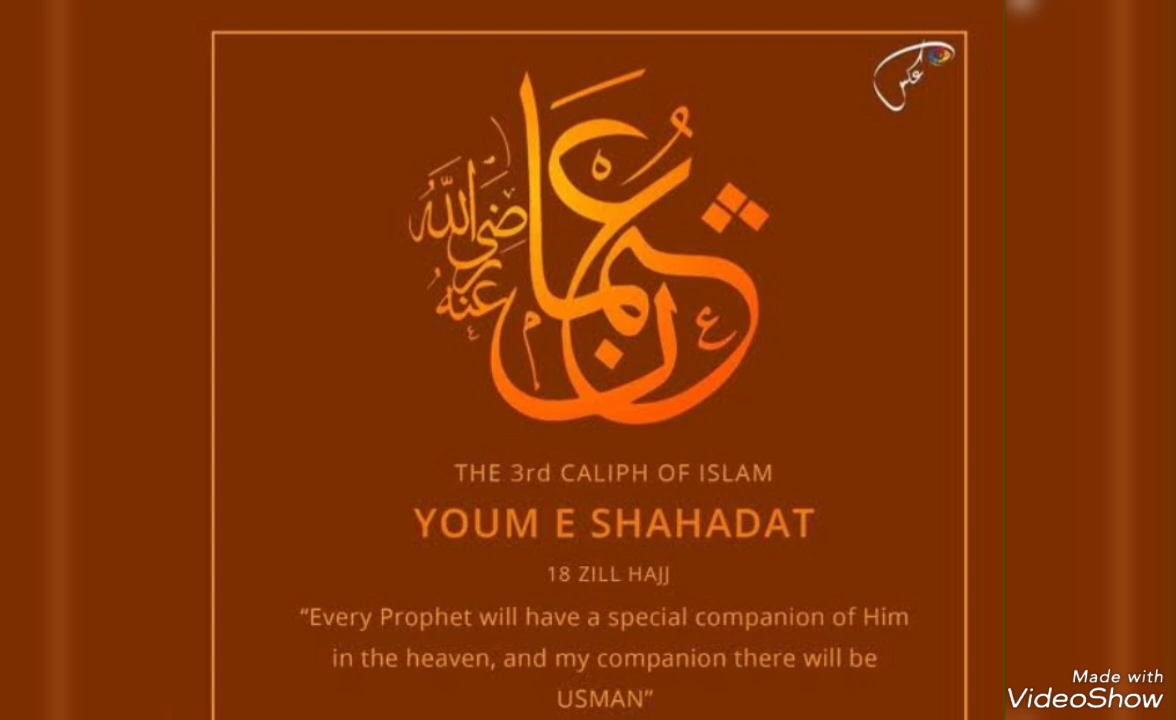 عكس
عثمان
رضي الله
عنه
THE 3rd CALIPH OF ISLAM
YOUM E SHAHADAT
18 ZILL HAJJ
“Every Prophet will have a special companion of Him
in the heaven, and my companion there will be
USMAN”
Made with
VideoShow